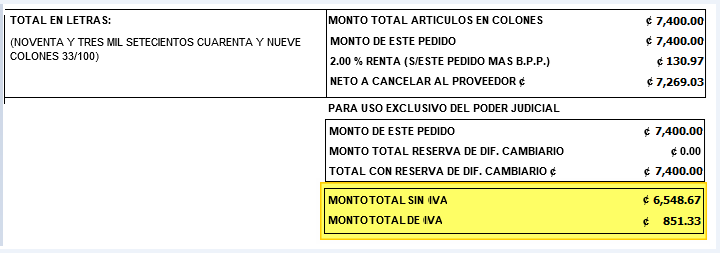 TOTAL EN LETRAS:
(NOVENTA Y TRES MIL SETECIENTOS CUARENTA Y NUEVE
COLONES 33/100)
MONTO TOTAL ARTICULOS EN COLONES ¢ 7,400.00
MONTO DE ESTE PEDIDO ¢ 7,400.00
2.00 % RENTA (S/ESTE PEDIDO MAS B.P.P.) ¢ 130.97
NETO A CANCELAR AL PROVEEDOR ¢ ¢ 7,269.03
PARA USO EXCLUSIVO DEL PODER JUDICIAL
MONTO DE ESTE PEDIDO ¢ 7,400.00
MONTO TOTAL RESERVA DE DIF. CAMBIARIO ¢ 0.00
TOTAL CON RESERVA DE DIF. CAMBIARIO ¢ ¢ 7,400.00
MONTO TOTAL SIN IVA ¢ 6,548.67
MONTO TOTAL DE IVA ¢ 851.33